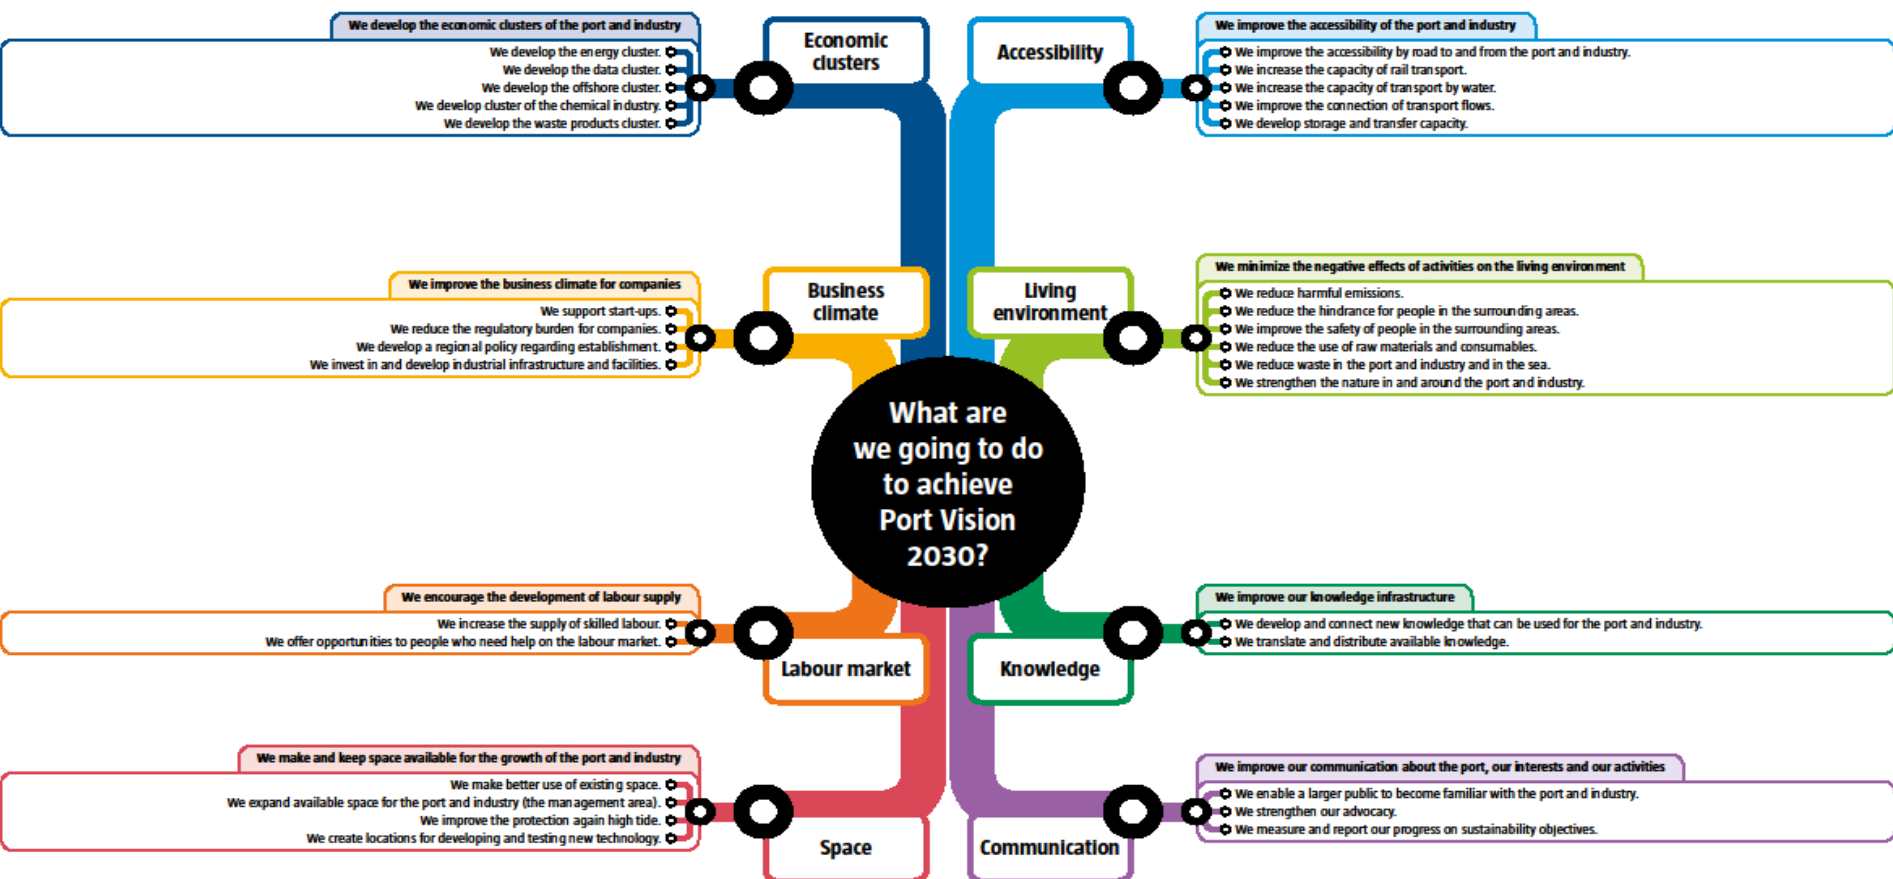 We develop the economic clusters of the port and industry
We develop the energy cluster.
We develop the data cluster.
We develop the offshore cluster.
We develop cluster of the chemical industry.
We develop the waste products cluster.
Economic
clusters
Accessibility
We improve the accessibility of the port and industry
We improve the accessibility by road to and from the port and industry.
We increase the capacity of rail transport.
We increase the capacity of transport by water.
We improve the connection of transport flows.
We develop storage and transfer capacity.
We improve the business climate for companies
We support start-ups.
We reduce the regulatory burden for companies.
We develop a regional policy regarding establishment.
We invest in and develop industrial infrastructure and facilities.
Business
climate
Living
environment
We minimize the negative effects of activities on the living environment
We reduce harmful emissions.
We reduce the hindrance for people in the surrounding areas.
We improve the safety of people in the surrounding areas.
We reduce the use of raw materials and consumables.
We reduce waste in the port and industry and in the sea.
We strengthen the nature in and around the port and industry.
What are
we going to do
to achieve
Port Vision
2030?
We encourage the development of labour supply
We increase the supply of skilled labour.
We offer opportunities to people who need help on the labour market.
Labour market
Knowledge
We improve our knowledge infrastructure
We develop and connect new knowledge that can be used for the port and industry.
We translate and distribute available knowledge.
We make and keep space available for the growth of the port and industry
We make better use of existing space.
We expand available space for the port and industry (the management area).
We improve the protection again high tide.
We create locations for developing and testing new technology.
Space
Communication
We improve our communication about the port, our interests and our activities
We enable a larger public to become familiar with the port and industry.
We strengthen our advocacy.
We measure and report our progress on sustainability objectives.